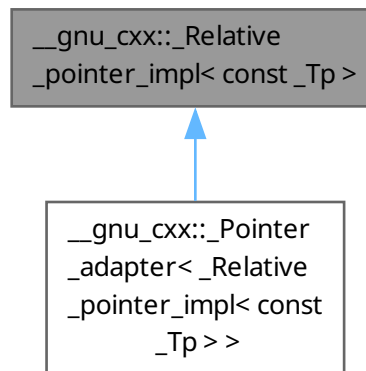 __gnu_cxx::_Relative
_pointer_impl< const _Tp >
__gnu_cxx::_Pointer
_adapter< _Relative
_pointer_impl< const
_Tp > >